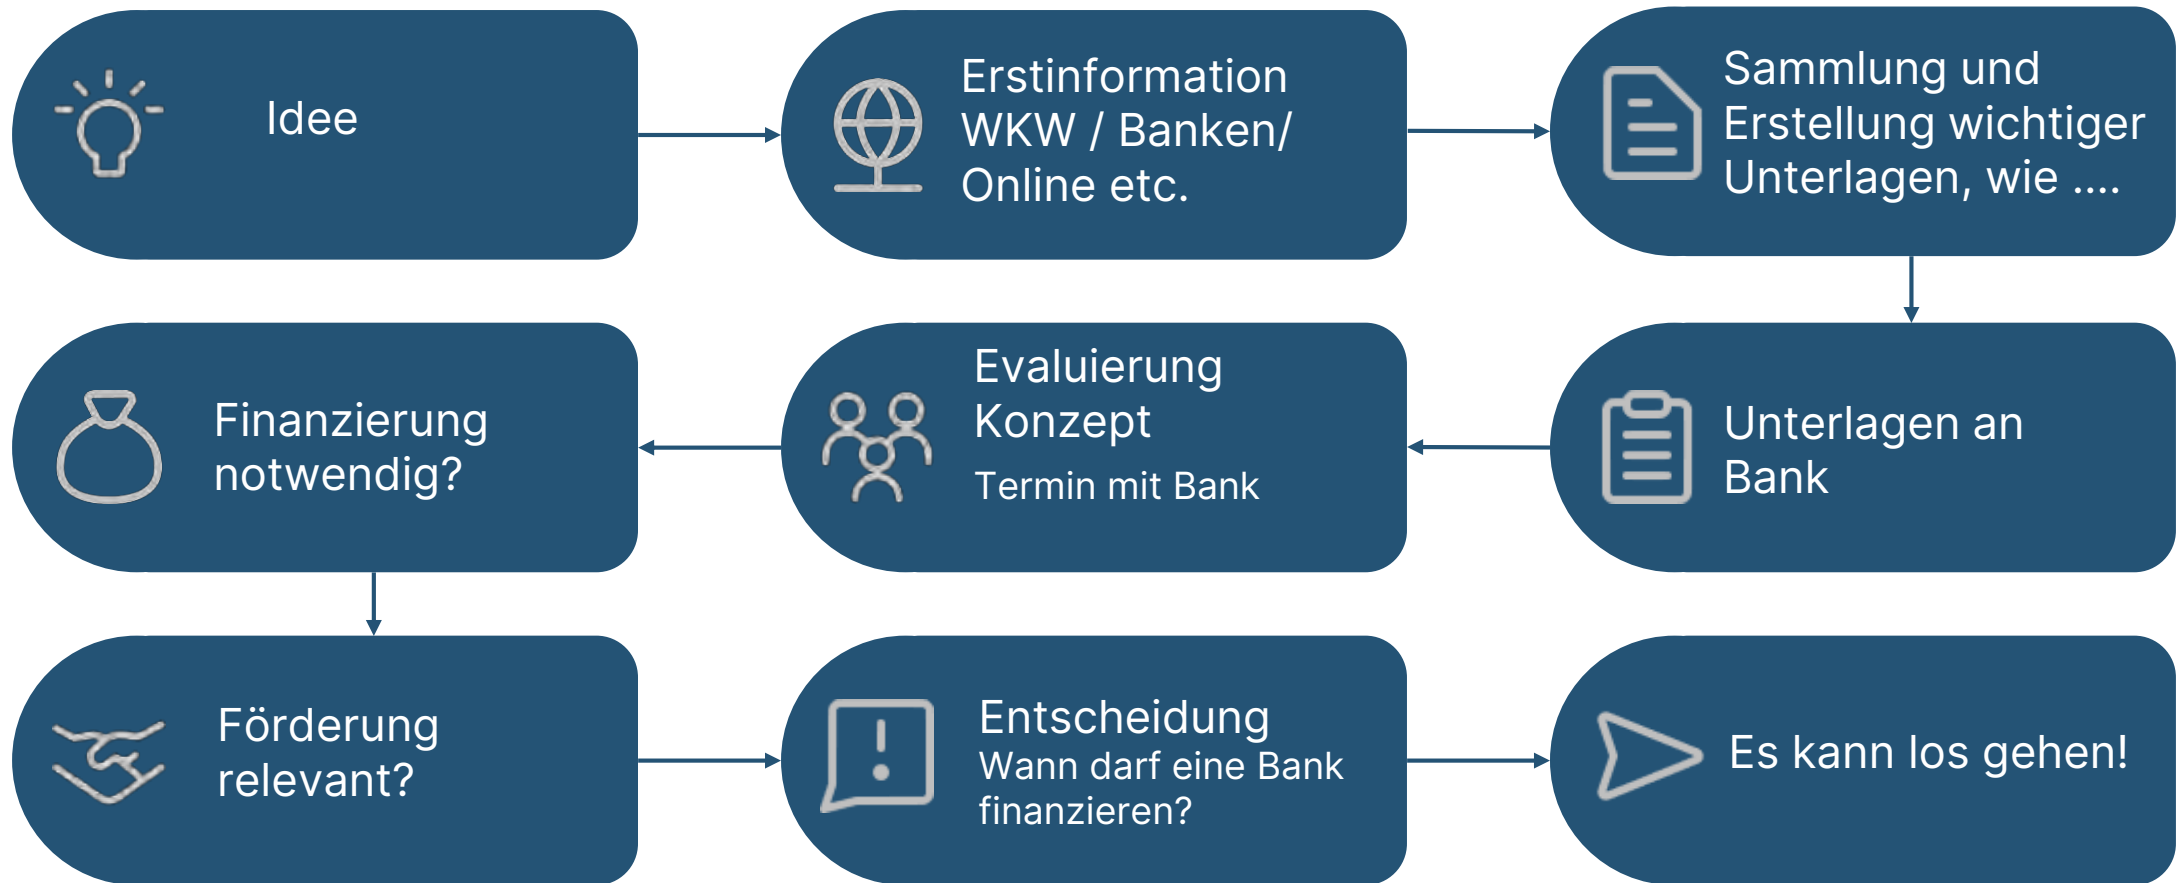 Idee
Erstinformation
WKW / Banken/
Online etc.
Sammlung und
Erstellung wichtiger
Unterlagen, wie ....
Unterlagen an
Bank
Evaluierung
Konzept
Termin mit Bank
Finanzierung
notwendig?
Förderung
relevant?
Entscheidung
Wann darf eine Bank
finanzieren?
Es kann los gehen!